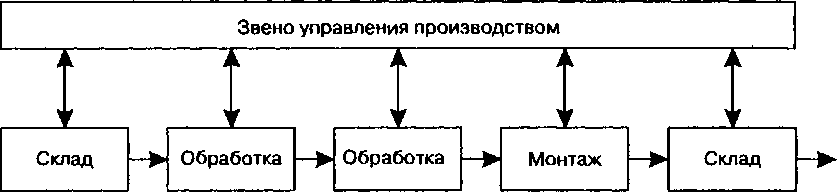 Звено управления производством
Склад
Обработка
Обработка
Монтаж
Склад